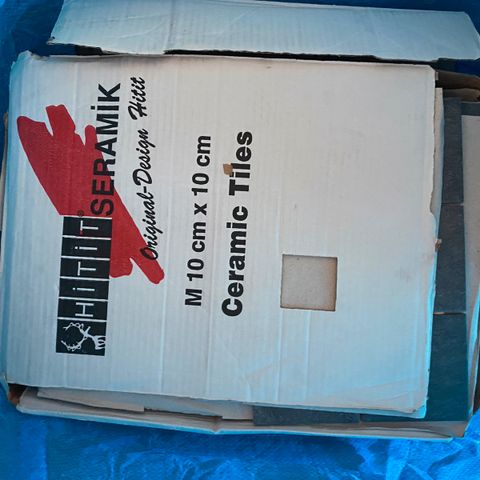 HİTİT®
SERAMİK
Original-Design Hitit
M 10 cm x 10 cm
Ceramic Tiles